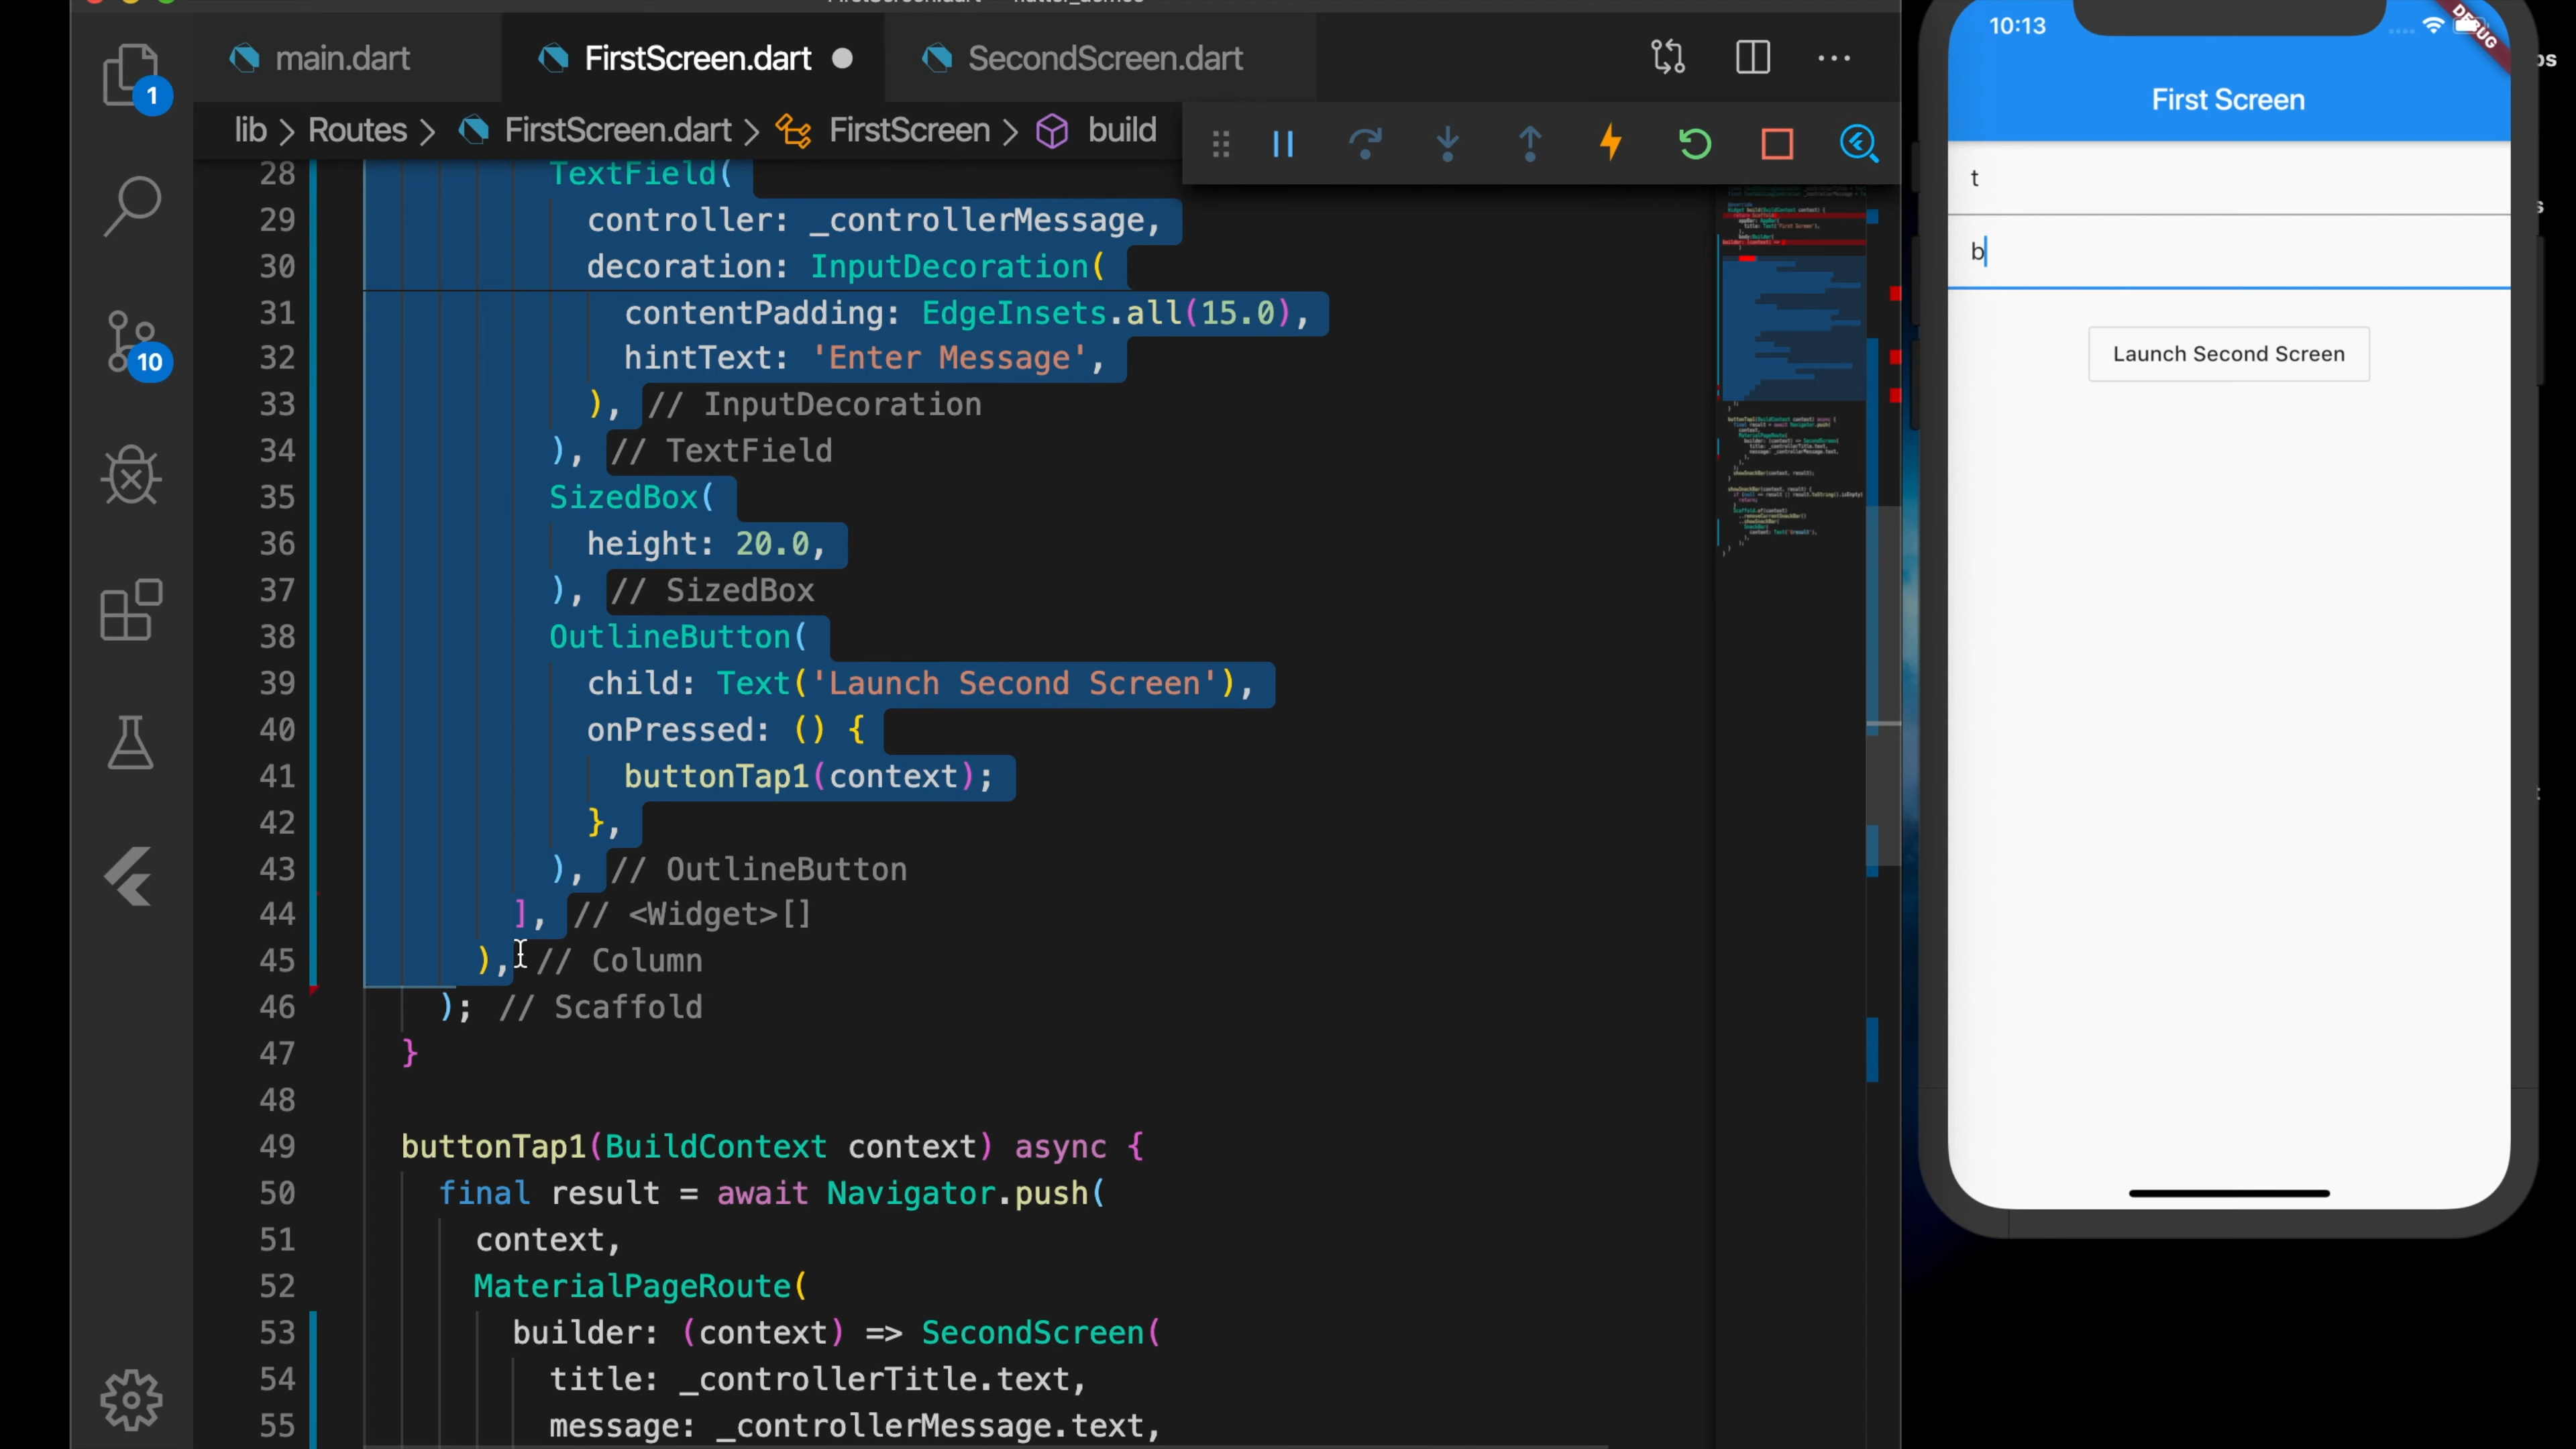 main.dart
FirstScreen.dart
SecondScreen.dart
lib > Routes > FirstScreen.dart > FirstScreen > build
1
10
28 TextField(
29 controller: _controllerMessage,
30 decoration: InputDecoration(
31 contentPadding: EdgeInsets.all(15.0),
32 hintText: 'Enter Message',
33 ), // InputDecoration
34 ), // TextField
35 SizedBox(
36 height: 20.0,
37 ), // SizedBox
38 OutlineButton(
39 child: Text('Launch Second Screen'),
40 onPressed: () {
41 buttonTap1(context);
42 },
43 ), // OutlineButton
44 ], // <Widget>[]
45 ), // Column
46 ); // Scaffold
47 }
48
49 buttonTap1(BuildContext context) async {
50 final result = await Navigator.push(
51 context,
52 MaterialPageRoute(
53 builder: (context) => SecondScreen(
54 title: _controllerTitle.text,
55 message: _controllerMessage.text,
10:13
DEBUG
First Screen
t
b
Launch Second Screen